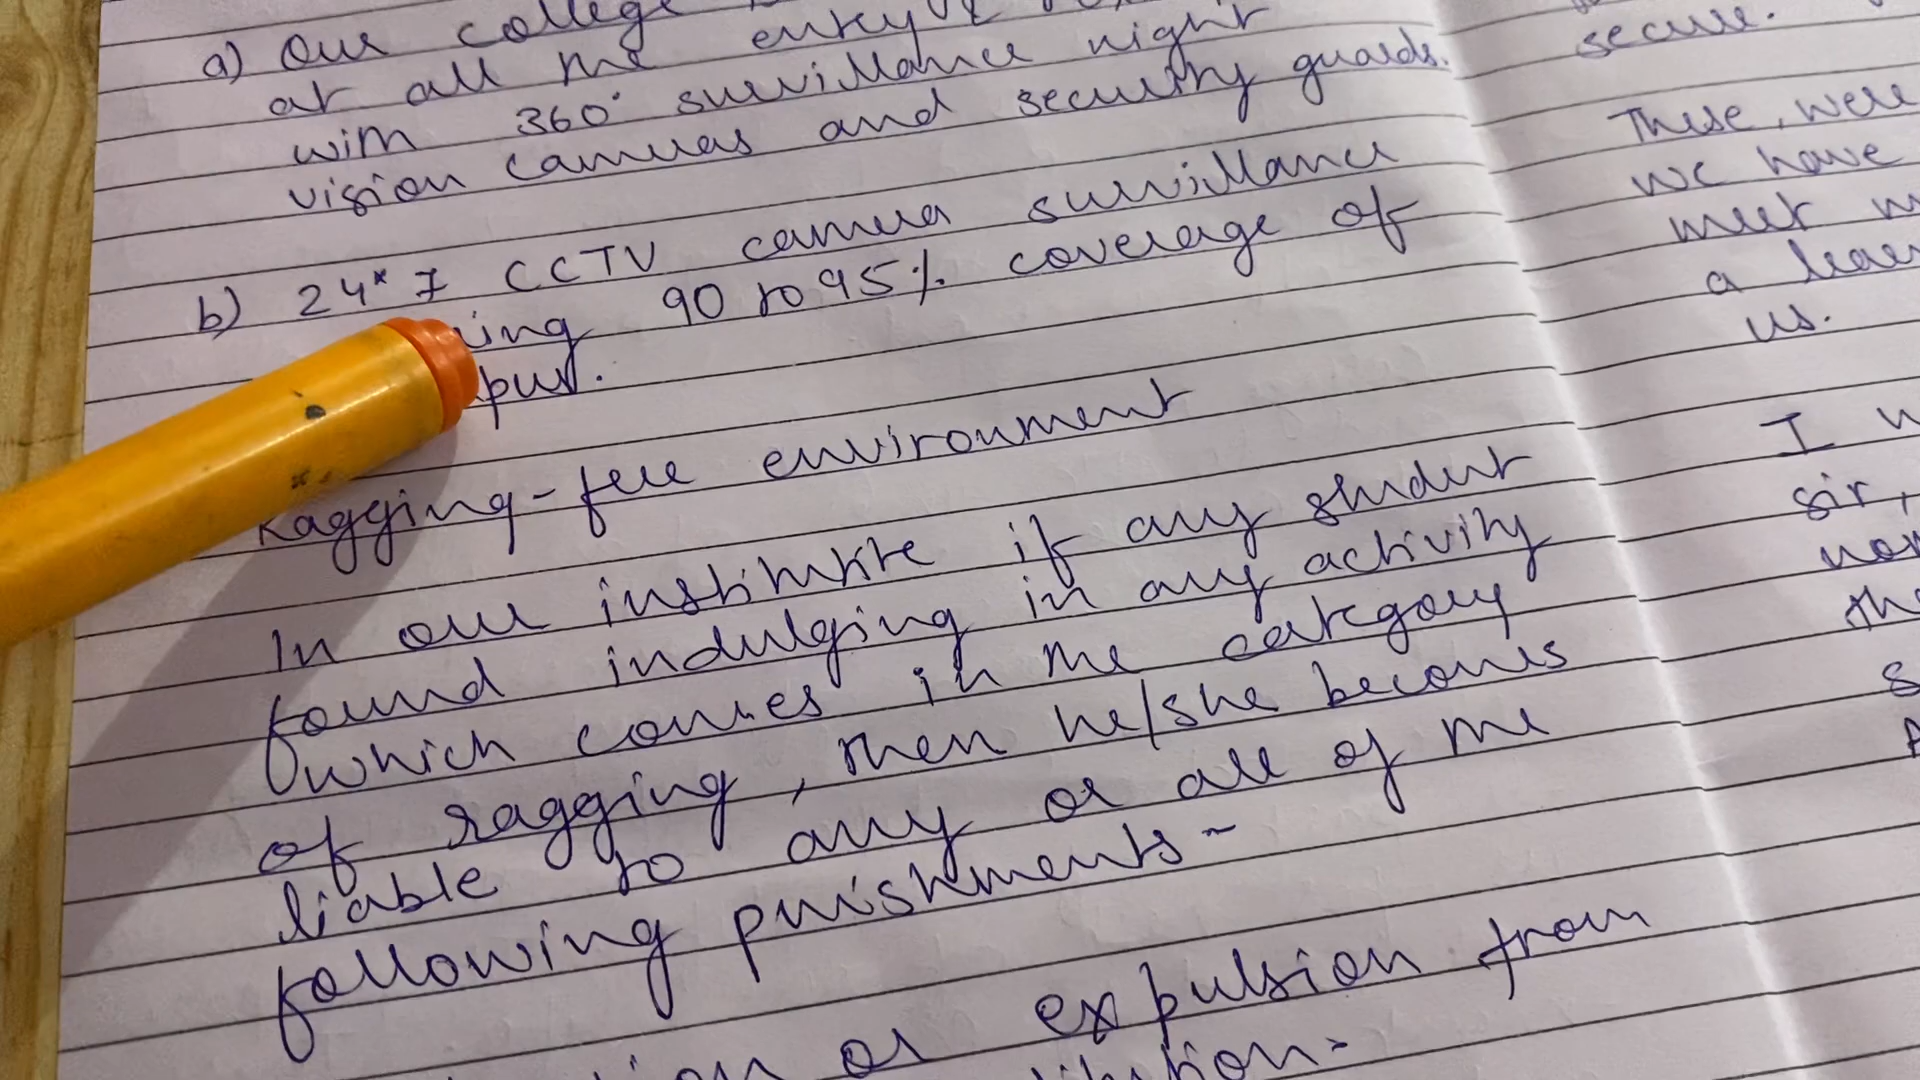 a) Our college
at all the entry
with 360° surveillance night
vision cameras and security guards.
b) 24*7 CCTV camera surveillance
90 to 95% coverage of
Ragging-free environment
In our institute if any student
found indulging in any activity
which comes in the category
of ragging, then he/she becomes
liable to any or all of the
following punishments-
or expulsion from
secure.
These, were
we have
meet
a
us.
I
sir,